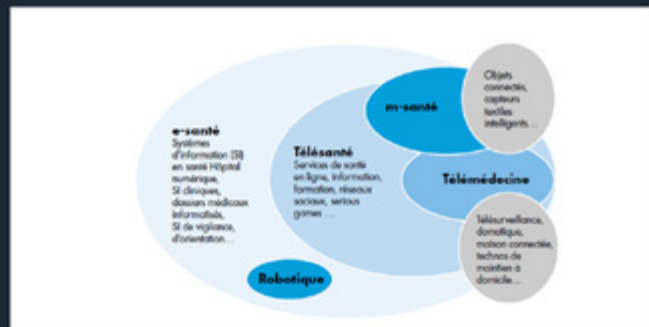 e-santé
Systèmes
d'information (SI)
en santé Hôpital
numérique,
SI cliniques,
dossiers médicaux
informatisés,
SI de vigilance,
d'orientation...
Télésanté
Services de santé
en ligne, information,
formation, réseaux
sociaux, serious
games ...
m-santé
Objets
connectés,
capteurs
textiles
intelligents...
Télémédecine
Télésurveillance,
domotique,
maison connectée,
technos de
maintien à
domicile...
Robotique